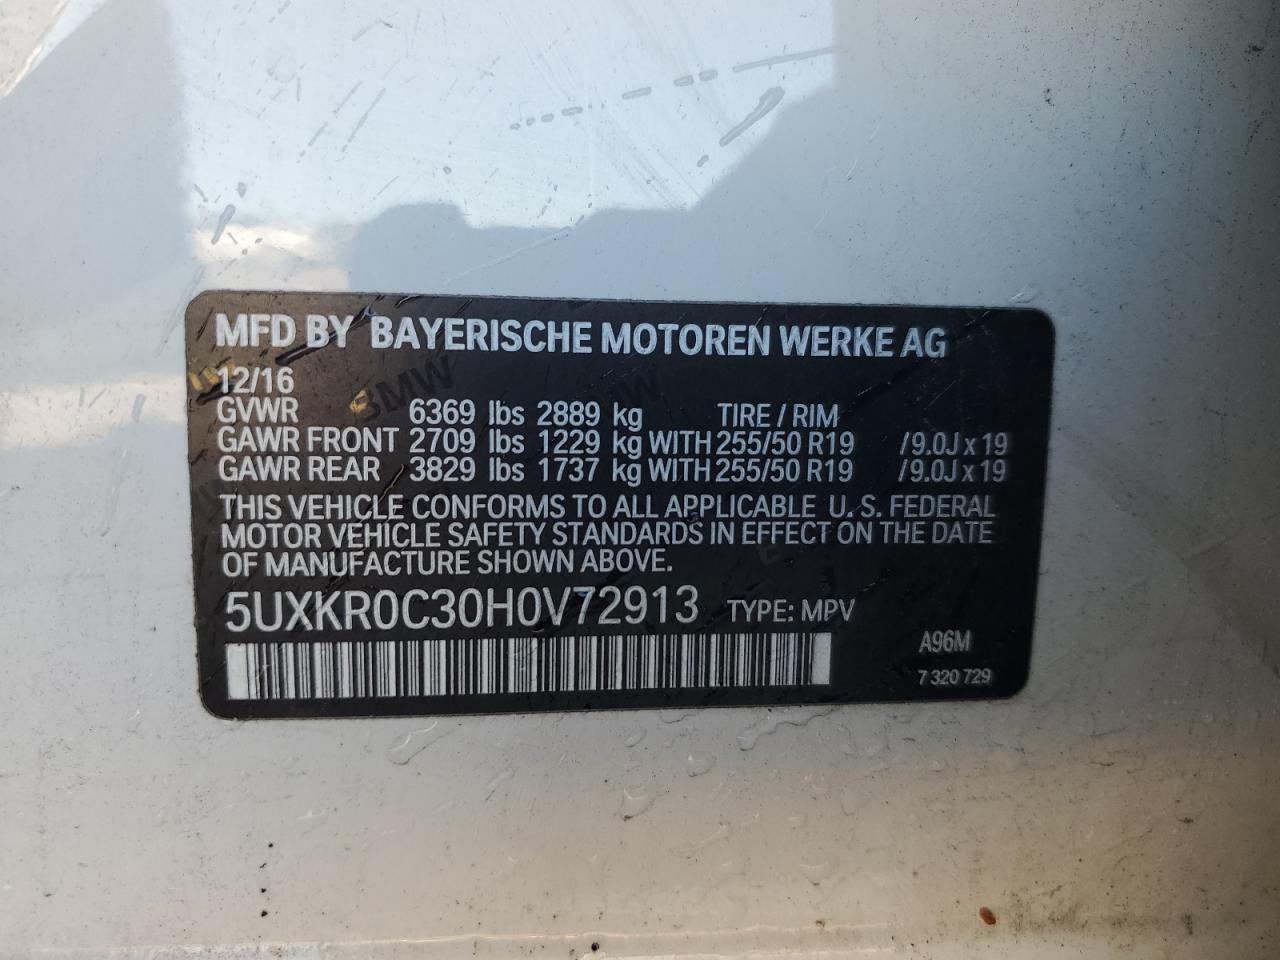 MFD BY BAYERISCHE MOTOREN WERKE AG
12/16
GVWR 6369 lbs 2889 kg TIRE / RIM
GAWR FRONT 2709 lbs 1229 kg WITH 255/50 R19 /9.0J x 19
GAWR REAR 3829 lbs 1737 kg WITH 255/50 R19 /9.0J x 19
THIS VEHICLE CONFORMS TO ALL APPLICABLE U. S. FEDERAL
MOTOR VEHICLE SAFETY STANDARDS IN EFFECT ON THE DATE
OF MANUFACTURE SHOWN ABOVE.
5UXKR0C30H0V72913 TYPE: MPV
A96M
7 320 729
BMW